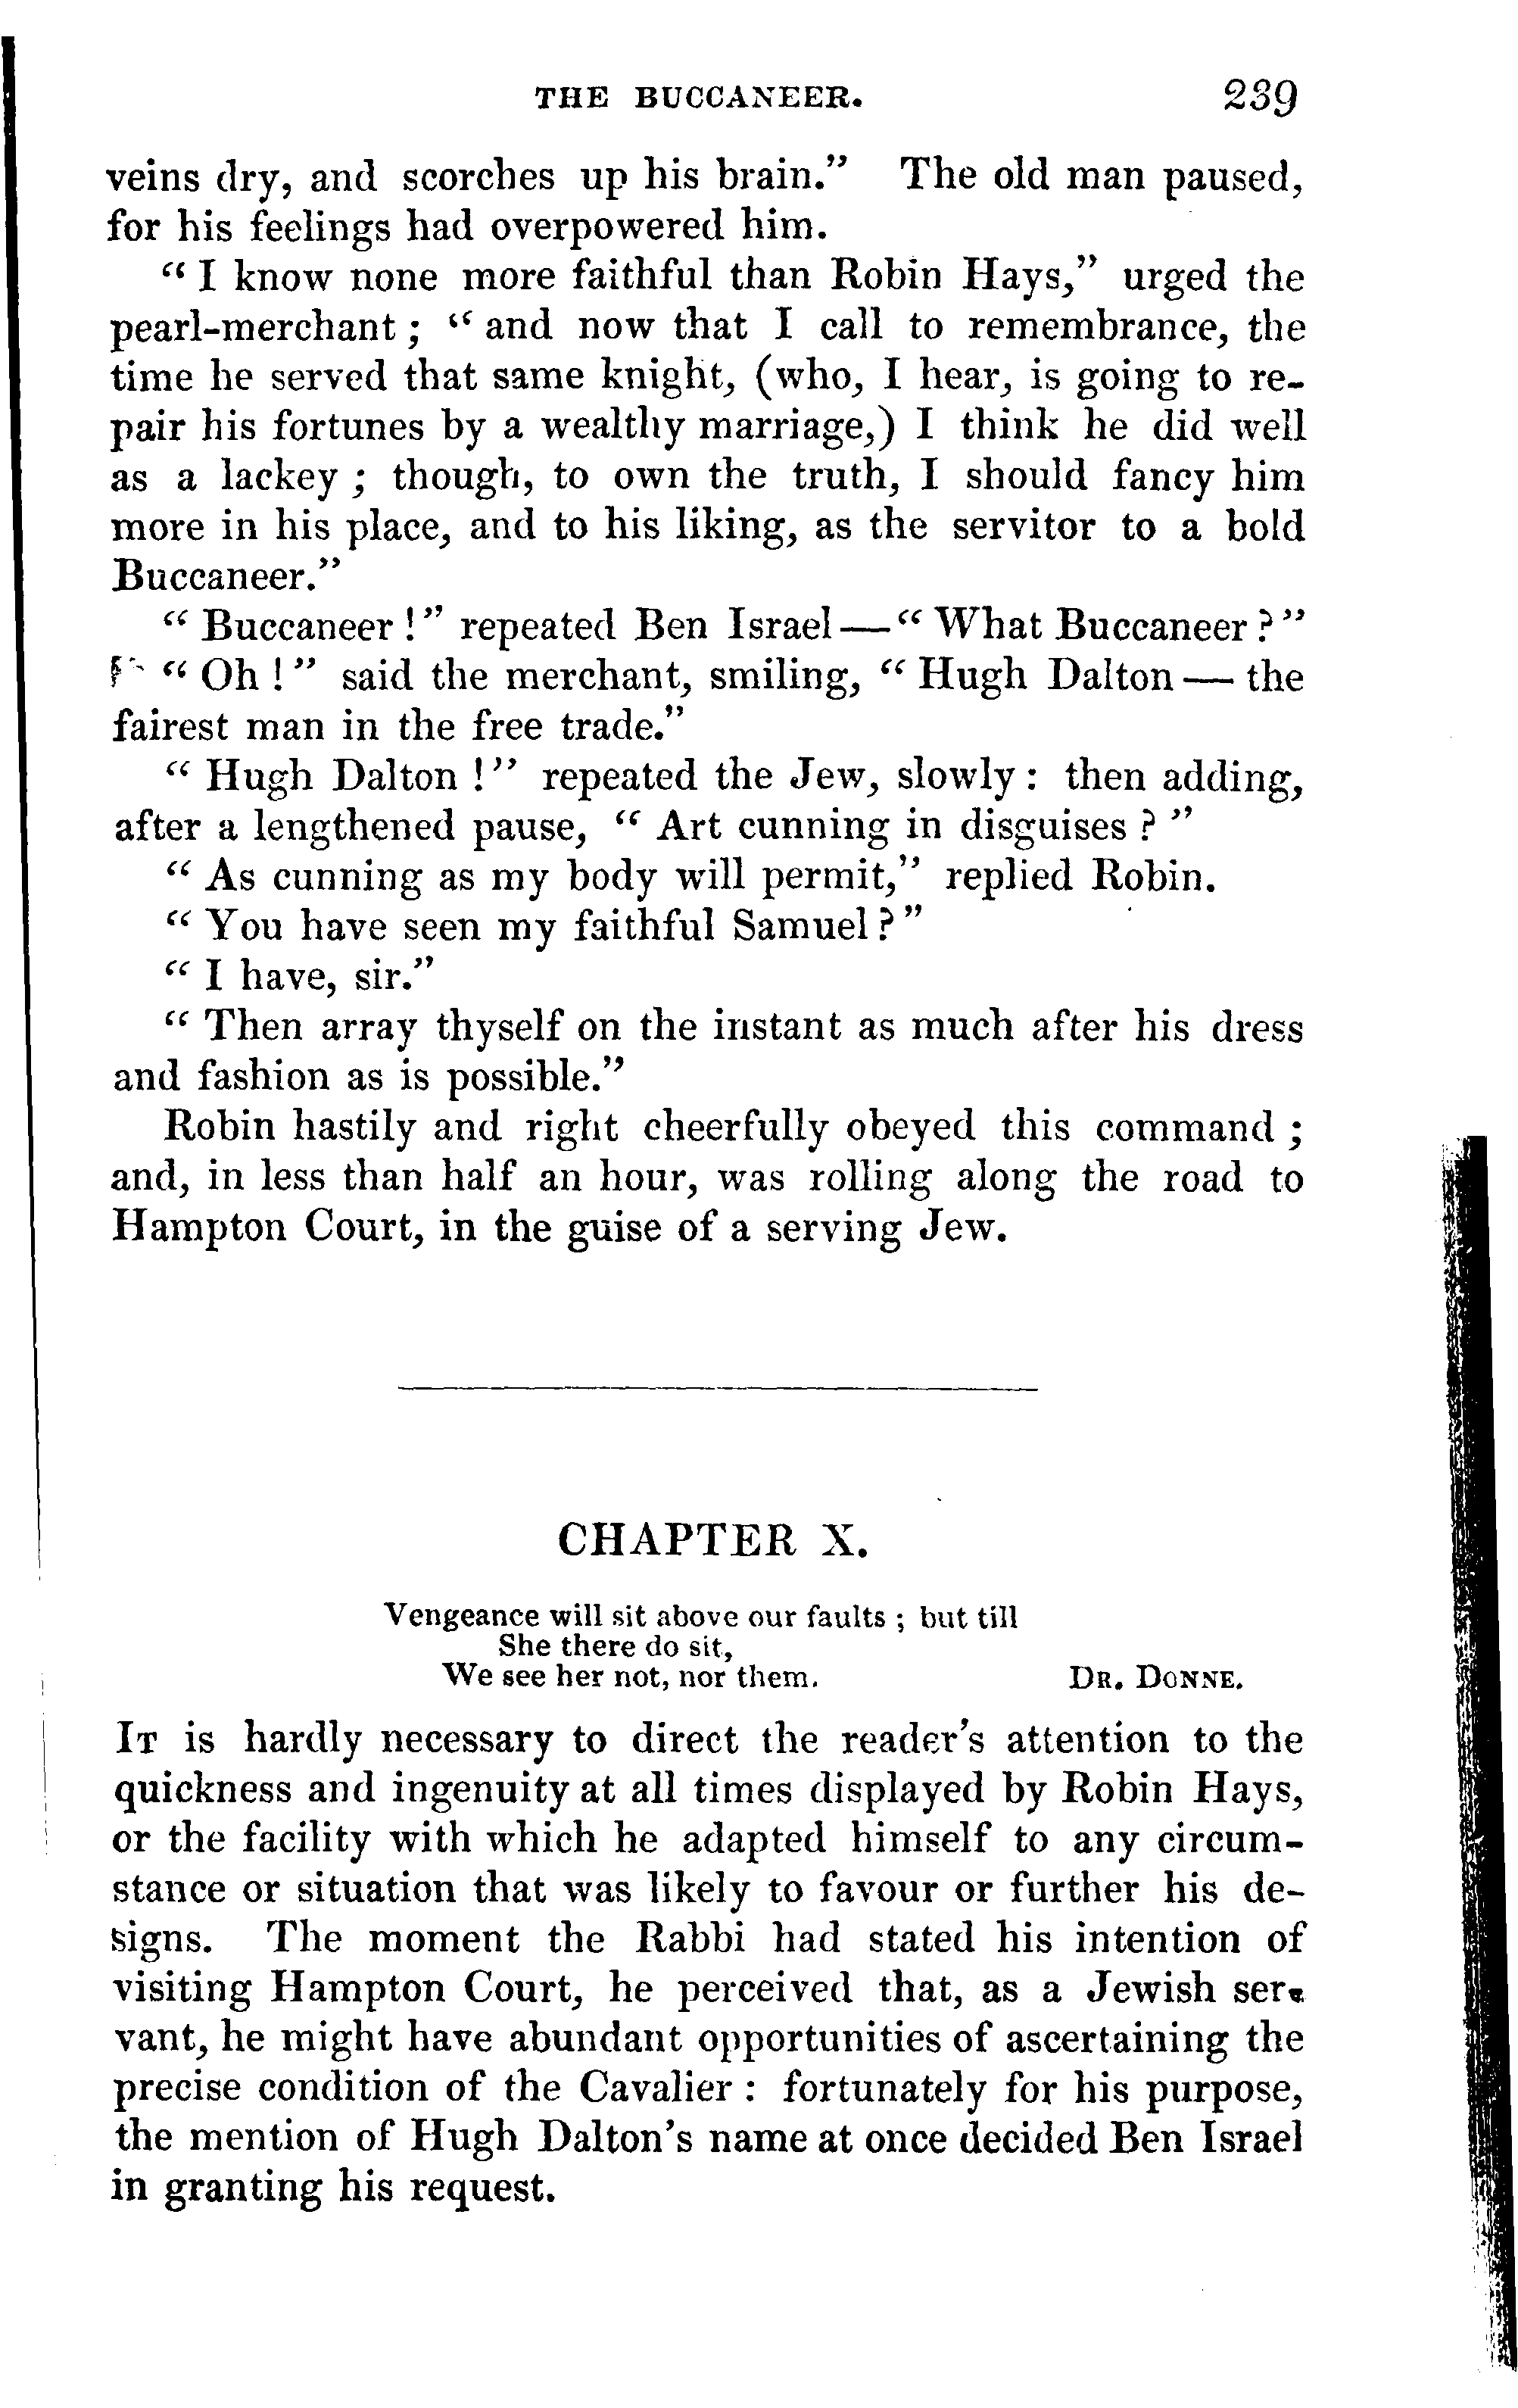 THE BUCCANEER. 239
veins dry, and scorches up his brain.” The old man paused,
for his feelings had overpowered him.
“ I know none more faithful than Robin Hays,” urged the
pearl-merchant ; “ and now that I call to remembrance, the
time he served that same knight, (who, I hear, is going to re-
pair his fortunes by a wealthy marriage,) I think he did well
as a lackey ; though, to own the truth, I should fancy him
more in his place, and to his liking, as the servitor to a bold
Buccaneer.”
“ Buccaneer !” repeated Ben Israel — “ What Buccaneer ? ”
“ Oh ! ” said the merchant, smiling, “ Hugh Dalton — the
fairest man in the free trade.”
“ Hugh Dalton !” repeated the Jew, slowly : then adding,
after a lengthened pause, “ Art cunning in disguises ? ”
“ As cunning as my body will permit,” replied Robin.
“ You have seen my faithful Samuel ? ”
“ I have, sir.”
“ Then array thyself on the instant as much after his dress
and fashion as is possible.”
Robin hastily and right cheerfully obeyed this command ;
and, in less than half an hour, was rolling along the road to
Hampton Court, in the guise of a serving Jew.
CHAPTER X.
Vengeance will sit above our faults ; but till
She there do sit,
We see her not, nor them. DR. DONNE.
IT is hardly necessary to direct the reader's attention to the
quickness and ingenuity at all times displayed by Robin Hays,
or the facility with which he adapted himself to any circum-
stance or situation that was likely to favour or further his de-
signs. The moment the Rabbi had stated his intention of
visiting Hampton Court, he perceived that, as a Jewish ser-
vant, he might have abundant opportunities of ascertaining the
precise condition of the Cavalier : fortunately for his purpose,
the mention of Hugh Dalton's name at once decided Ben Israel
in granting his request.